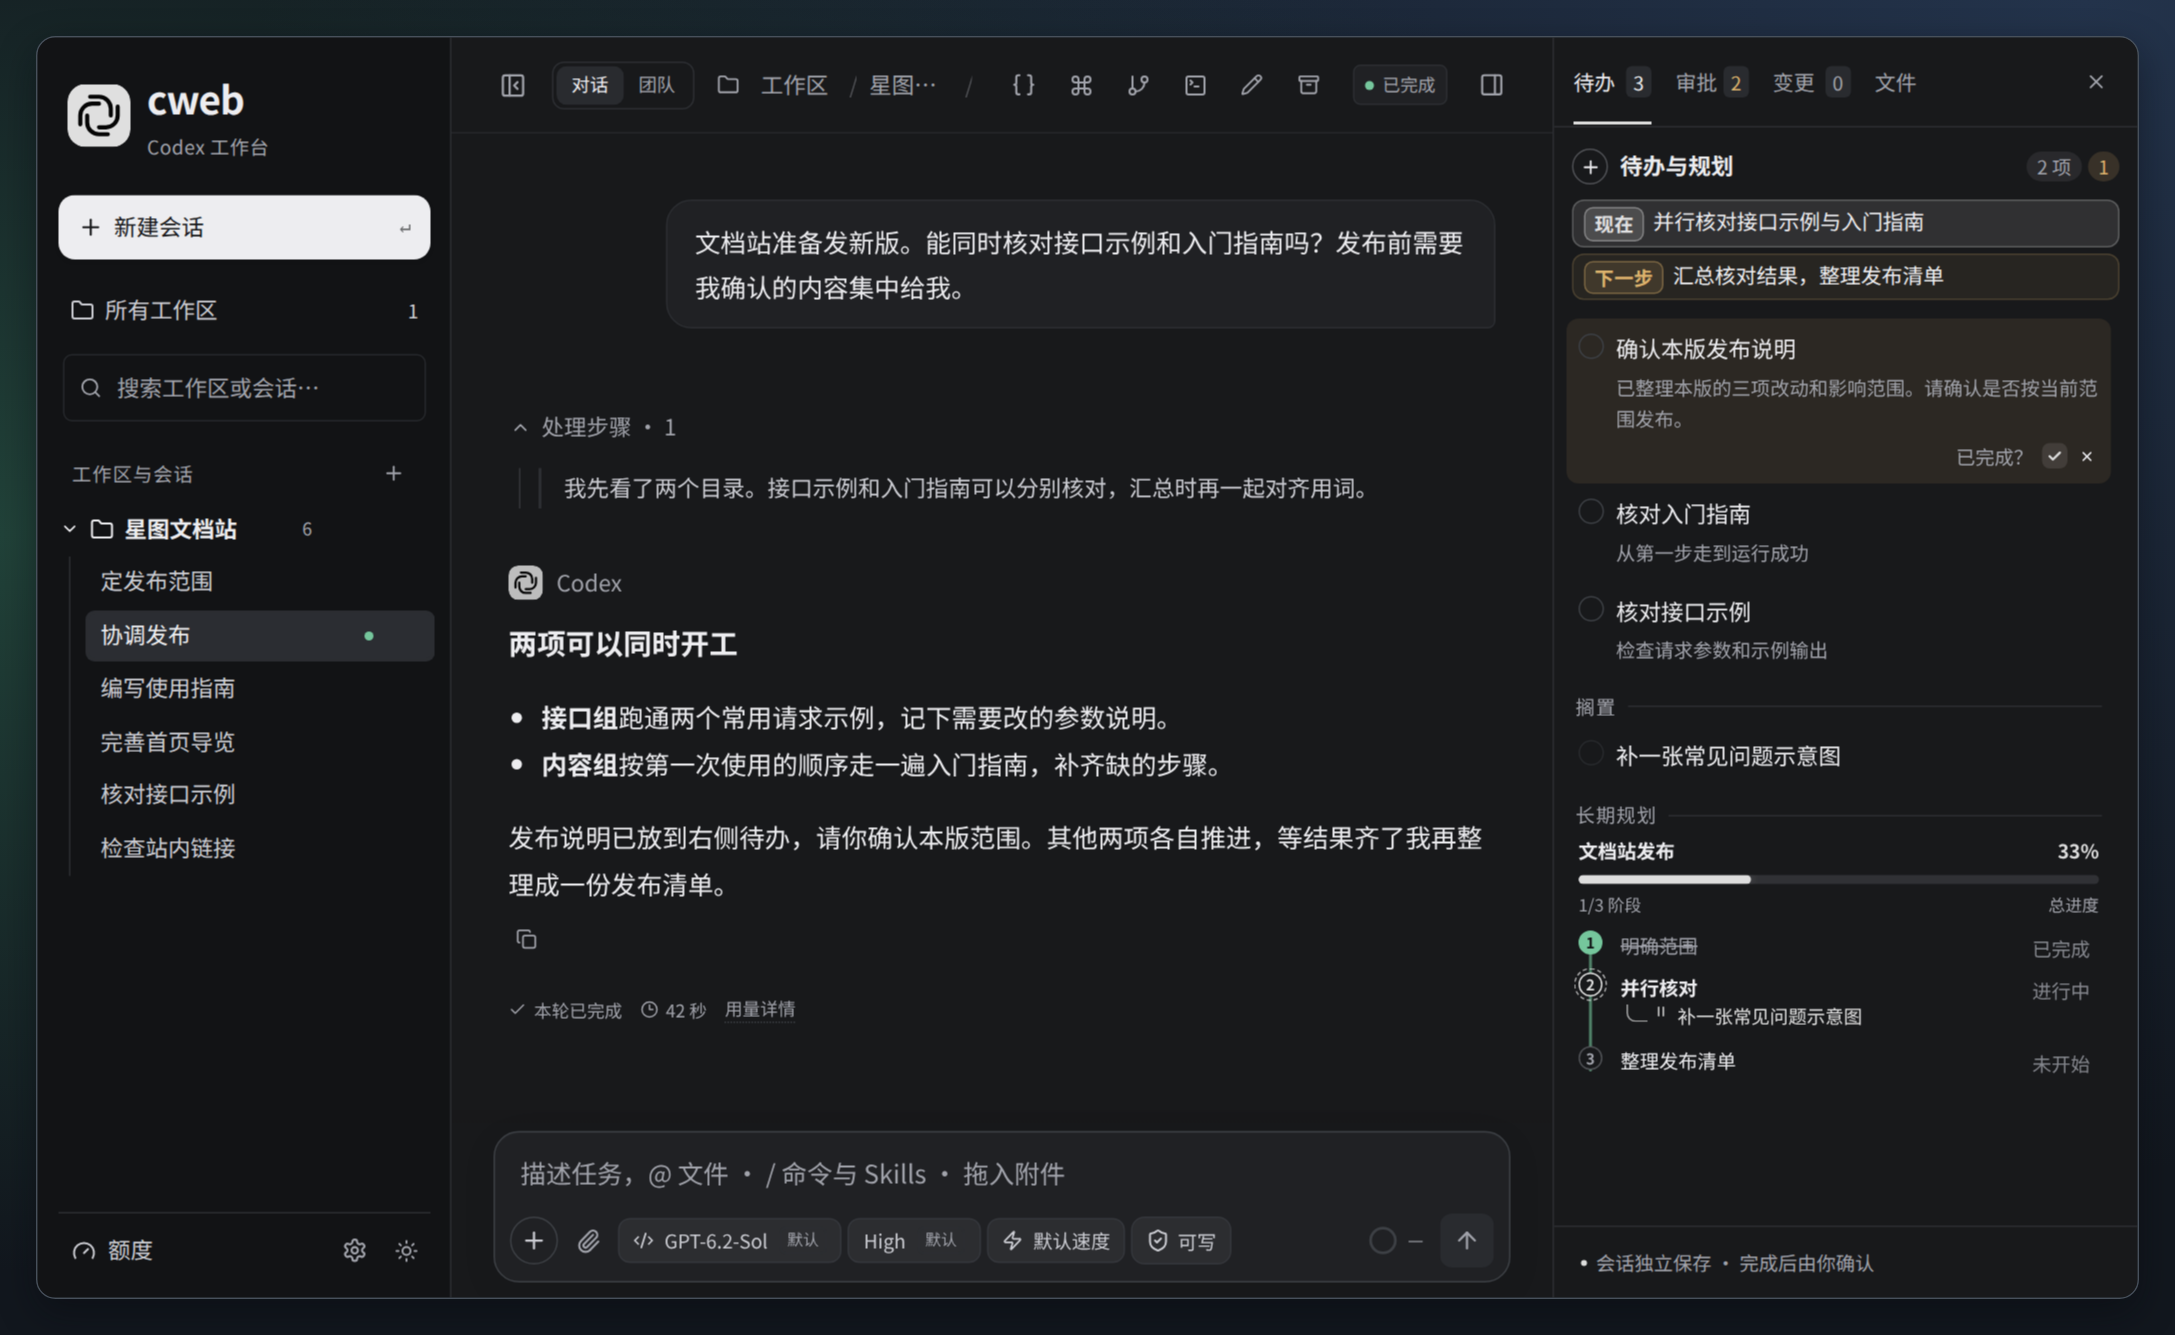 cweb
Codex 工作台
新建会话
所有工作区 1
搜索工作区或会话…
工作区与会话
星图文档站 6
定发布范围
协调发布
编写使用指南
完善首页导览
核对接口示例
检查站内链接
额度
对话 团队 工作区 / 星图… / 已完成
文档站准备发新版。能同时核对接口示例和入门指南吗？发布前需要
我确认的内容集中给我。
处理步骤 · 1
我先看了两个目录。接口示例和入门指南可以分别核对，汇总时再一起对齐用词。
Codex
两项可以同时开工
• 接口组跑通两个常用请求示例，记下需要改的参数说明。
• 内容组按第一次使用的顺序走一遍入门指南，补齐缺的步骤。
发布说明已放到右侧待办，请你确认本版范围。其他两项各自推进，等结果齐了我再整
理成一份发布清单。
本轮已完成 42 秒 用量详情
描述任务，@ 文件 · / 命令与 Skills · 拖入附件
GPT-6.2-Sol 默认 High 默认 默认速度 可写
待办 3 审批 2 变更 0 文件
待办与规划 2 项 1
现在 并行核对接口示例与入门指南
下一步 汇总核对结果，整理发布清单
确认本版发布说明
已整理本版的三项改动和影响范围。请确认是否按当前范
围发布。
已完成？
核对入门指南
从第一步走到运行成功
核对接口示例
检查请求参数和示例输出
搁置
补一张常见问题示意图
长期规划
文档站发布 33%
1/3 阶段 总进度
1 明确范围 已完成
2 并行核对 进行中
补一张常见问题示意图
3 整理发布清单 未开始
• 会话独立保存 · 完成后由你确认